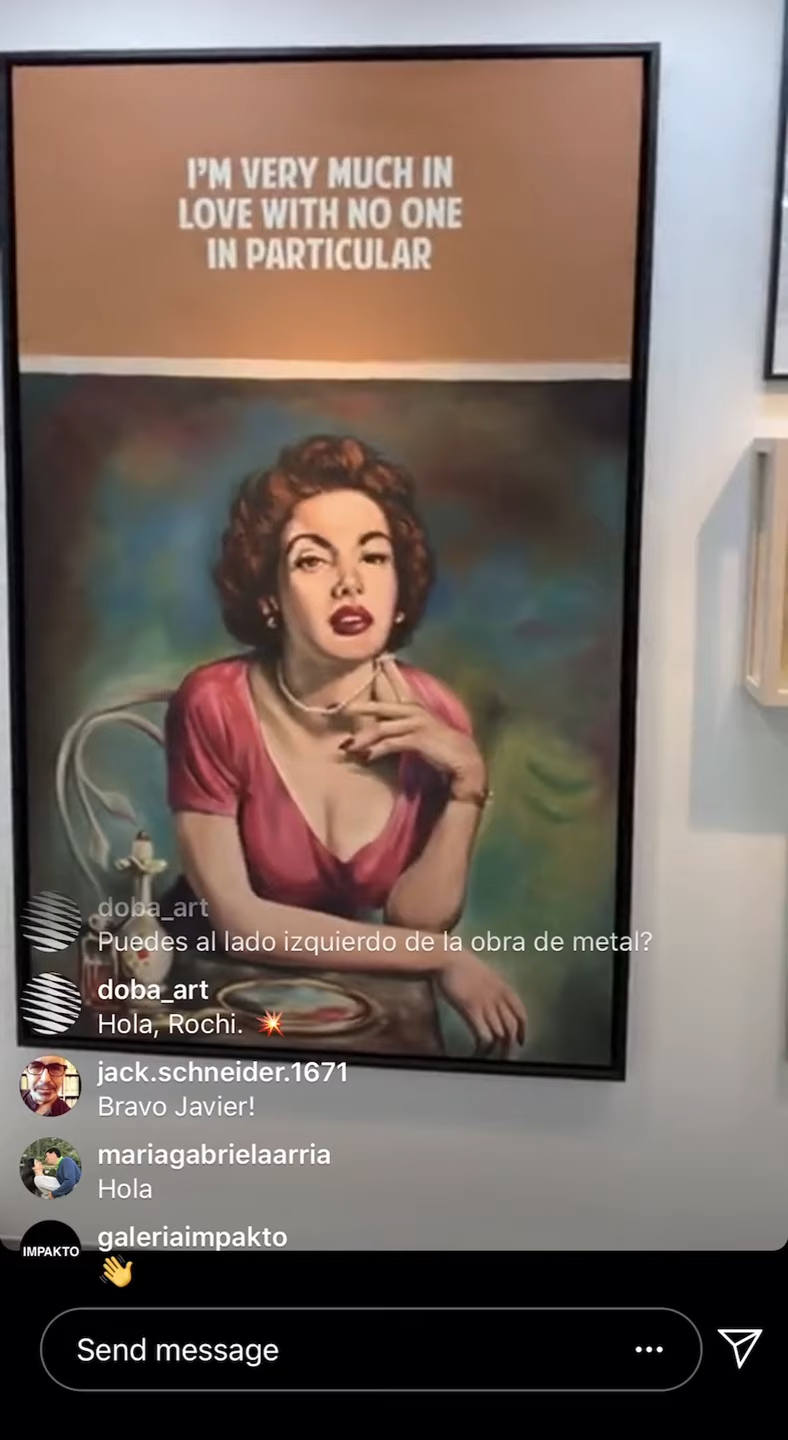 I'M VERY MUCH IN
LOVE WITH NO ONE
IN PARTICULAR
doba_art
Puedes al lado izquierdo de la obra de metal?
doba_art
Hola, Rochi. 💥
jack.schneider.1671
Bravo Javier!
mariagabrielaarria
Hola
IMPAKTO
galeriaimpakto
👋
Send message